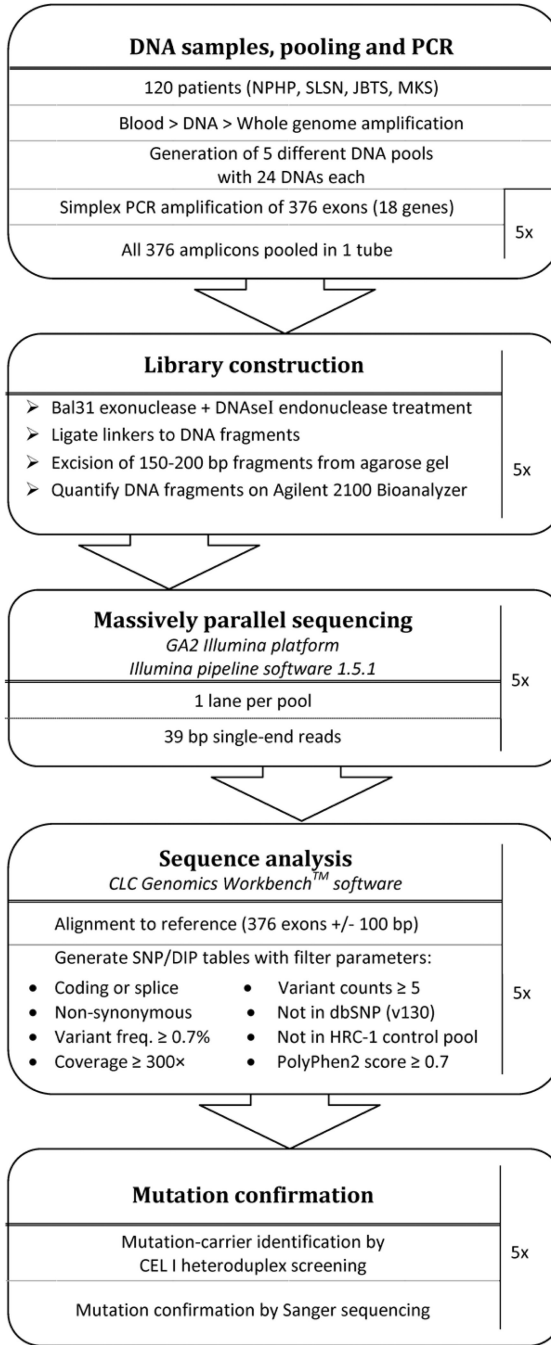 DNA samples, pooling and PCR
120 patients (NPHP, SLSN, JBTS, MKS)
Blood > DNA > Whole genome amplification
Generation of 5 different DNA pools
with 24 DNAs each
Simplex PCR amplification of 376 exons (18 genes)
5x
All 376 amplicons pooled in 1 tube
Library construction
➢ Bal31 exonuclease + DNAseI endonuclease treatment
➢ Ligate linkers to DNA fragments
➢ Excision of 150-200 bp fragments from agarose gel
➢ Quantify DNA fragments on Agilent 2100 Bioanalyzer
5x
Massively parallel sequencing
GA2 Illumina platform
Illumina pipeline software 1.5.1
5x
1 lane per pool
39 bp single-end reads
Sequence analysis
CLC Genomics Workbench™ software
Alignment to reference (376 exons +/- 100 bp)
Generate SNP/DIP tables with filter parameters:
• Coding or splice
• Non-synonymous
• Variant freq. ≥ 0.7%
• Coverage ≥ 300×
• Variant counts ≥ 5
• Not in dbSNP (v130)
• Not in HRC-1 control pool
• PolyPhen2 score ≥ 0.7
5x
Mutation confirmation
Mutation-carrier identification by
CEL I heteroduplex screening
5x
Mutation confirmation by Sanger sequencing